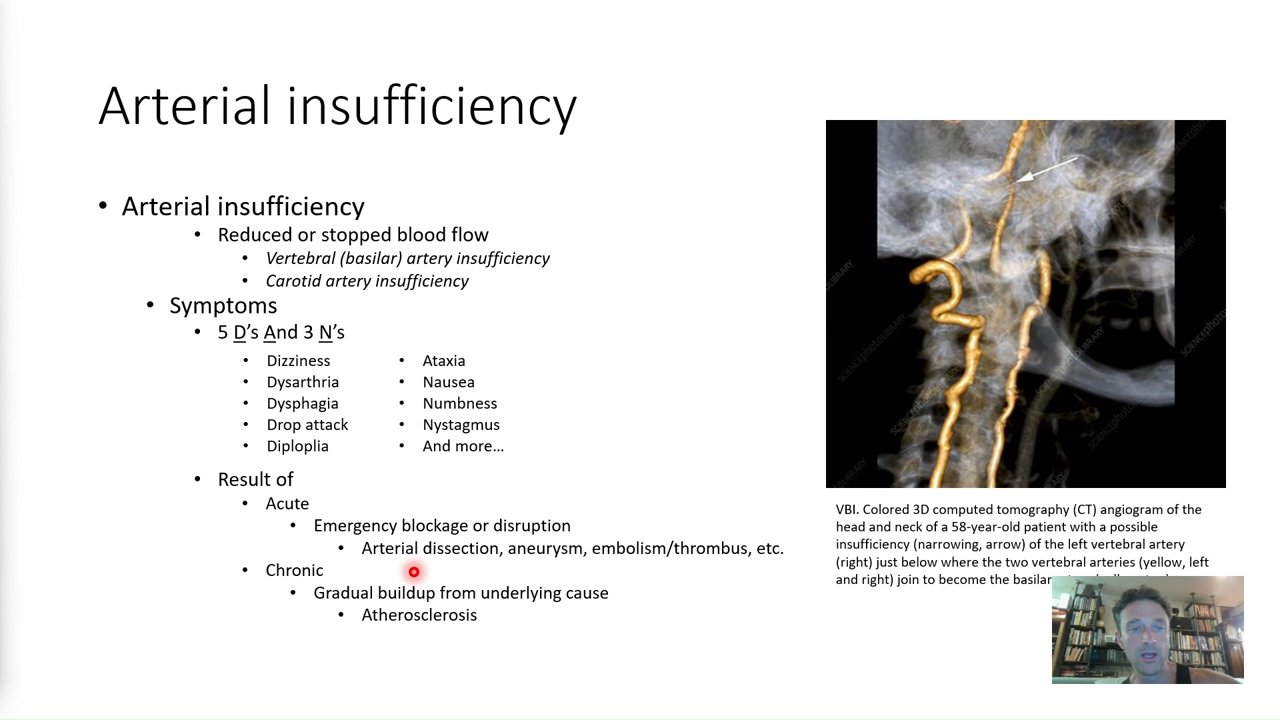 Arterial insufficiency
• Arterial insufficiency
• Reduced or stopped blood flow
• Vertebral (basilar) artery insufficiency
• Carotid artery insufficiency
• Symptoms
• 5 D's And 3 N's
• Dizziness
• Dysarthria
• Dysphagia
• Drop attack
• Diploplia
• Ataxia
• Nausea
• Numbness
• Nystagmus
• And more…
• Result of
• Acute
• Emergency blockage or disruption
• Arterial dissection, aneurysm, embolism/thrombus, etc.
• Chronic
• Gradual buildup from underlying cause
• Atherosclerosis
VBI. Colored 3D computed tomography (CT) angiogram of the
head and neck of a 58-year-old patient with a possible
insufficiency (narrowing, arrow) of the left vertebral artery
(right) just below where the two vertebral arteries (yellow, left
and right) join to become the basilar